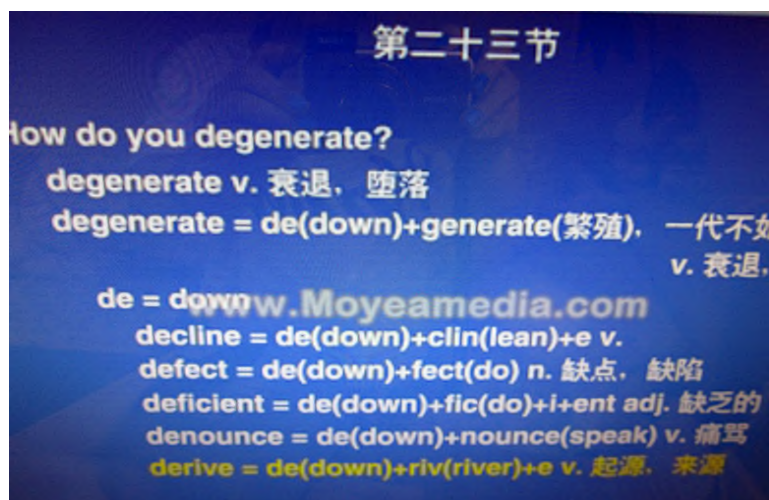 第二十三节
How do you degenerate?
degenerate v. 衰退，堕落
degenerate = de(down)+generate(繁殖)，一代不如
v. 衰退，
de = down
www.Moyeamedia.com
decline = de(down)+clin(lean)+e v.
defect = de(down)+fect(do) n. 缺点，缺陷
deficient = de(down)+fic(do)+i+ent adj. 缺乏的
denounce = de(down)+nounce(speak) v. 痛骂
derive = de(down)+riv(river)+e v. 起源，来源